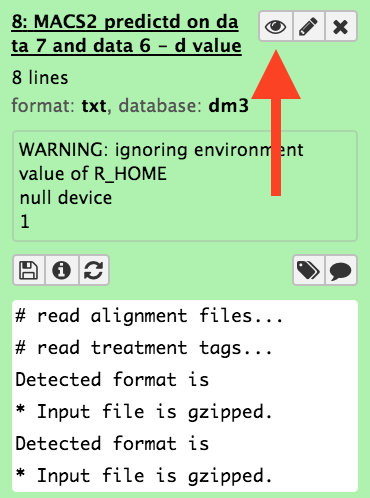 8: MACS2 predictd on da
ta 7 and data 6 - d value
8 lines
format: txt, database: dm3
WARNING: ignoring environment
value of R_HOME
null device
1
# read alignment files...
# read treatment tags...
Detected format is
* Input file is gzipped.
Detected format is
* Input file is gzipped.